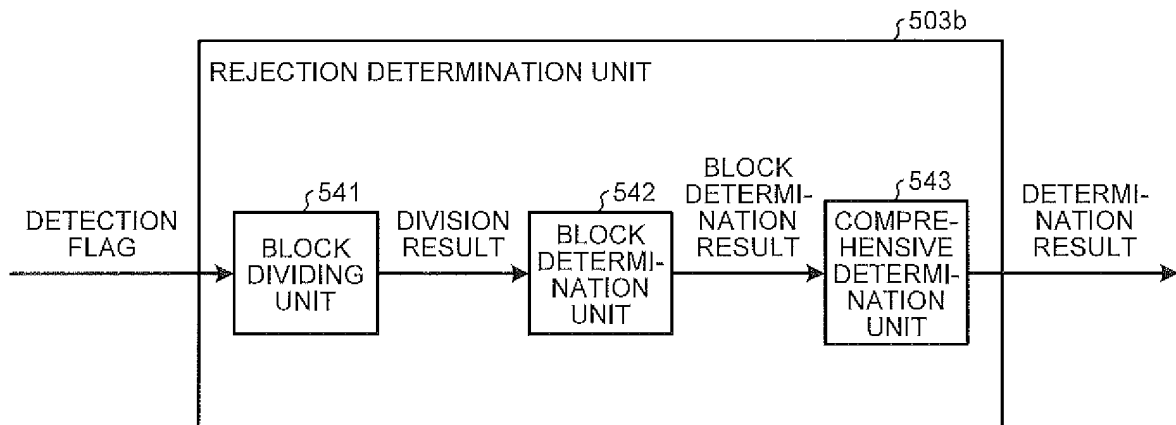 503b
REJECTION DETERMINATION UNIT
DETECTION
FLAG
541
BLOCK
DIVIDING
UNIT
DIVISION
RESULT
542
BLOCK
DETERMI-
NATION
UNIT
BLOCK
DETERMI-
NATION
RESULT
543
COMPRE-
HENSIVE
DETERMI-
NATION
UNIT
DETERMI-
NATION
RESULT